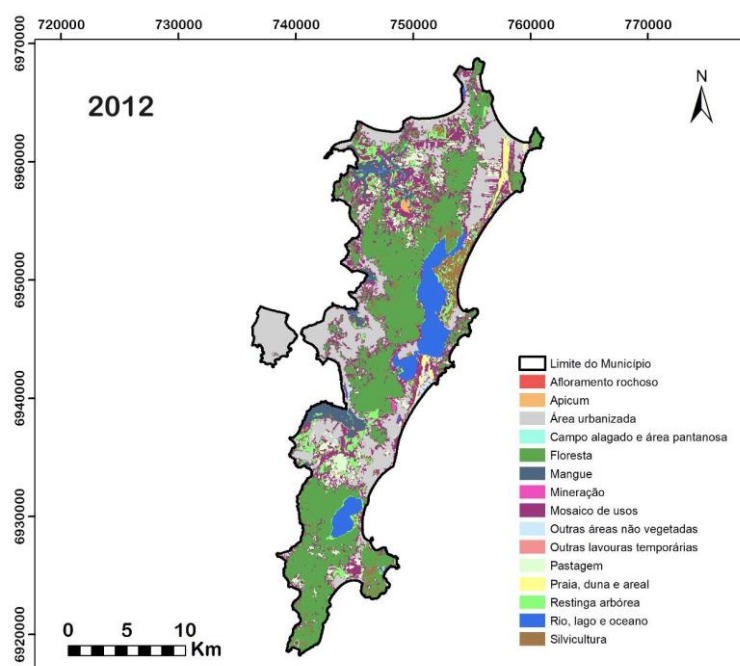 720000 730000 740000 750000 760000 770000
6970000
2012
N
6960000
6950000
6940000
6930000
6920000
Limite do Município
Afloramento rochoso
Apicum
Área urbanizada
Campo alagado e área pantanosa
Floresta
Mangue
Mineração
Mosaico de usos
Outras áreas não vegetadas
Outras lavouras temporárias
Pastagem
Praia, duna e areal
Restinga arbórea
Rio, lago e oceano
Silvicultura
0 5 10
Km